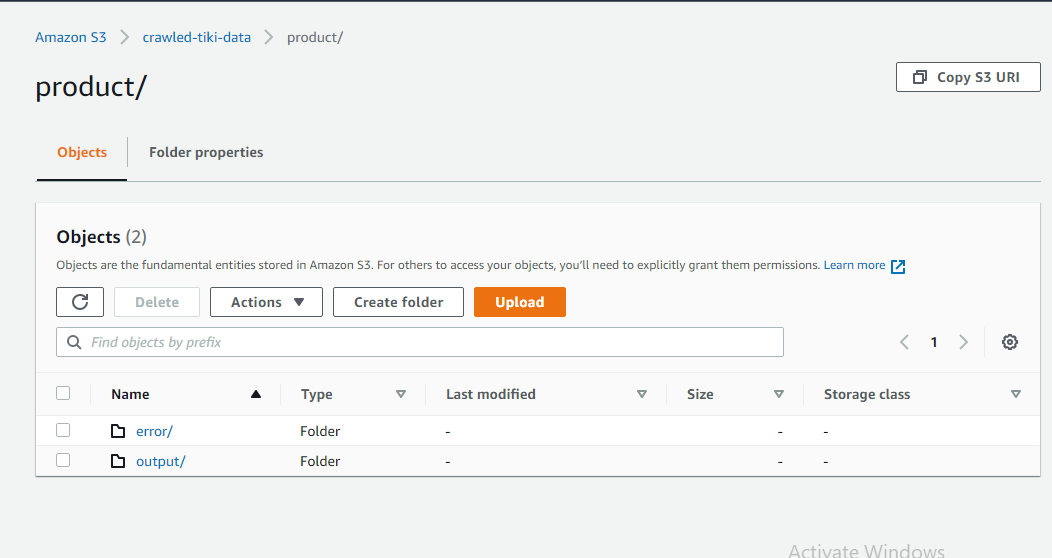 Amazon S3 > crawled-tiki-data > product/
product/
Copy S3 URI
Objects
Folder properties
Objects (2)
Objects are the fundamental entities stored in Amazon S3. For others to access your objects, you'll need to explicitly grant them permissions. Learn more
Delete Actions Create folder Upload
Find objects by prefix
1
Name Type Last modified Size Storage class
error/ Folder - - -
output/ Folder - - -
Activate Windows